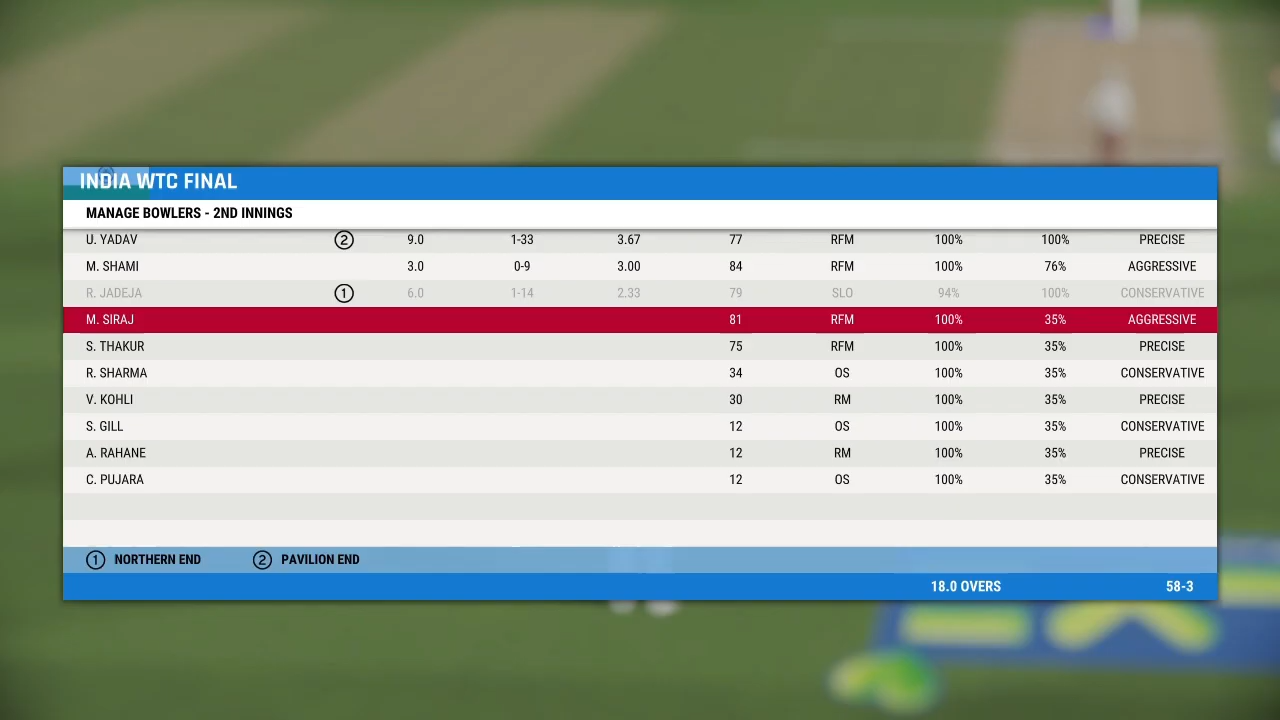 INDIA WTC FINAL
MANAGE BOWLERS - 2ND INNINGS
U. YADAV 2 9.0 1-33 3.67 77 RFM 100% 100% PRECISE
M. SHAMI 3.0 0-9 3.00 84 RFM 100% 76% AGGRESSIVE
R. JADEJA 1 6.0 1-14 2.33 79 SLO 94% 100% CONSERVATIVE
M. SIRAJ 81 RFM 100% 35% AGGRESSIVE
S. THAKUR 75 RFM 100% 35% PRECISE
R. SHARMA 34 OS 100% 35% CONSERVATIVE
V. KOHLI 30 RM 100% 35% PRECISE
S. GILL 12 OS 100% 35% CONSERVATIVE
A. RAHANE 12 RM 100% 35% PRECISE
C. PUJARA 12 OS 100% 35% CONSERVATIVE
1 NORTHERN END 2 PAVILION END
18.0 OVERS 58-3